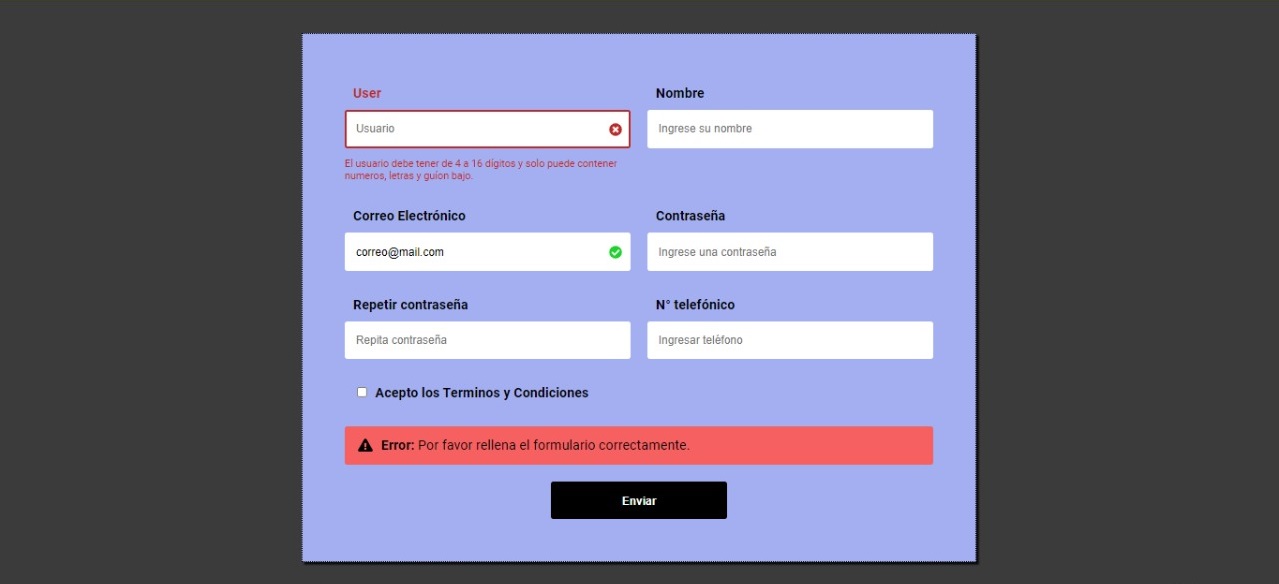 User
Nombre
Usuario
Ingrese su nombre
El usuario debe tener de 4 a 16 dígitos y solo puede contener
numeros, letras y guíon bajo.
Correo Electrónico
Contraseña
correo@mail.com
Ingrese una contraseña
Repetir contraseña
N° telefónico
Repita contraseña
Ingresar teléfono
Acepto los Terminos y Condiciones
Error: Por favor rellena el formulario correctamente.
Enviar